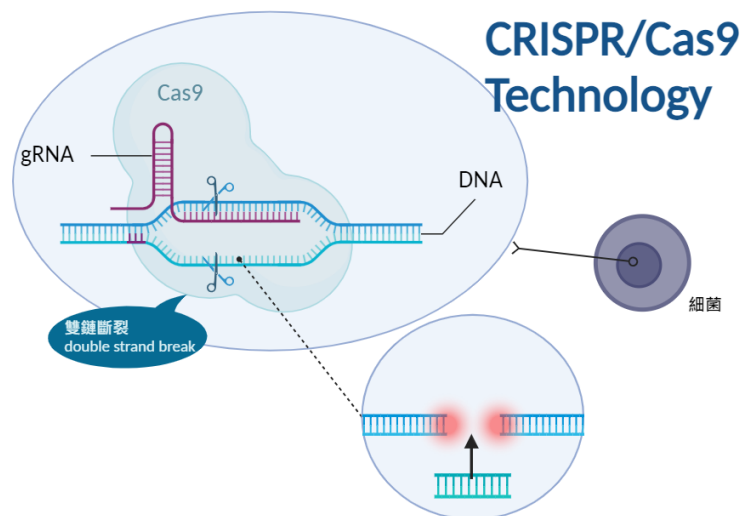 CRISPR/Cas9
Technology
Cas9
gRNA
DNA
細菌
雙鏈斷裂
double strand break